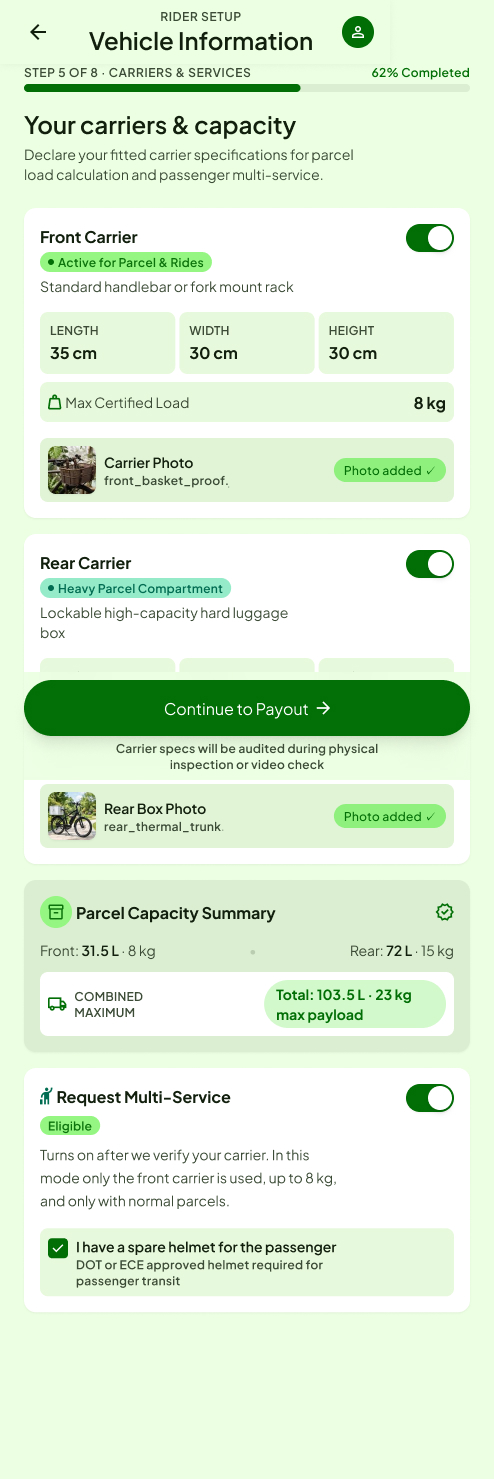 RIDER SETUP
Vehicle Information
STEP 5 OF 8 · CARRIERS & SERVICES
62% Completed
Your carriers & capacity
Declare your fitted carrier specifications for parcel
load calculation and passenger multi-service.
Front Carrier
Active for Parcel & Rides
Standard handlebar or fork mount rack
LENGTH
WIDTH
HEIGHT
35 cm
30 cm
30 cm
Max Certified Load
8 kg
Carrier Photo
front_basket_proof.
Photo added ✓
Rear Carrier
Heavy Parcel Compartment
Lockable high-capacity hard luggage
box
Continue to Payout →
Carrier specs will be audited during physical
inspection or video check
Rear Box Photo
rear_thermal_trunk.
Photo added ✓
Parcel Capacity Summary
Front: 31.5 L · 8 kg
Rear: 72 L · 15 kg
COMBINED
MAXIMUM
Total: 103.5 L · 23 kg
max payload
Request Multi-Service
Eligible
Turns on after we verify your carrier. In this
mode only the front carrier is used, up to 8 kg,
and only with normal parcels.
I have a spare helmet for the passenger
DOT or ECE approved helmet required for
passenger transit